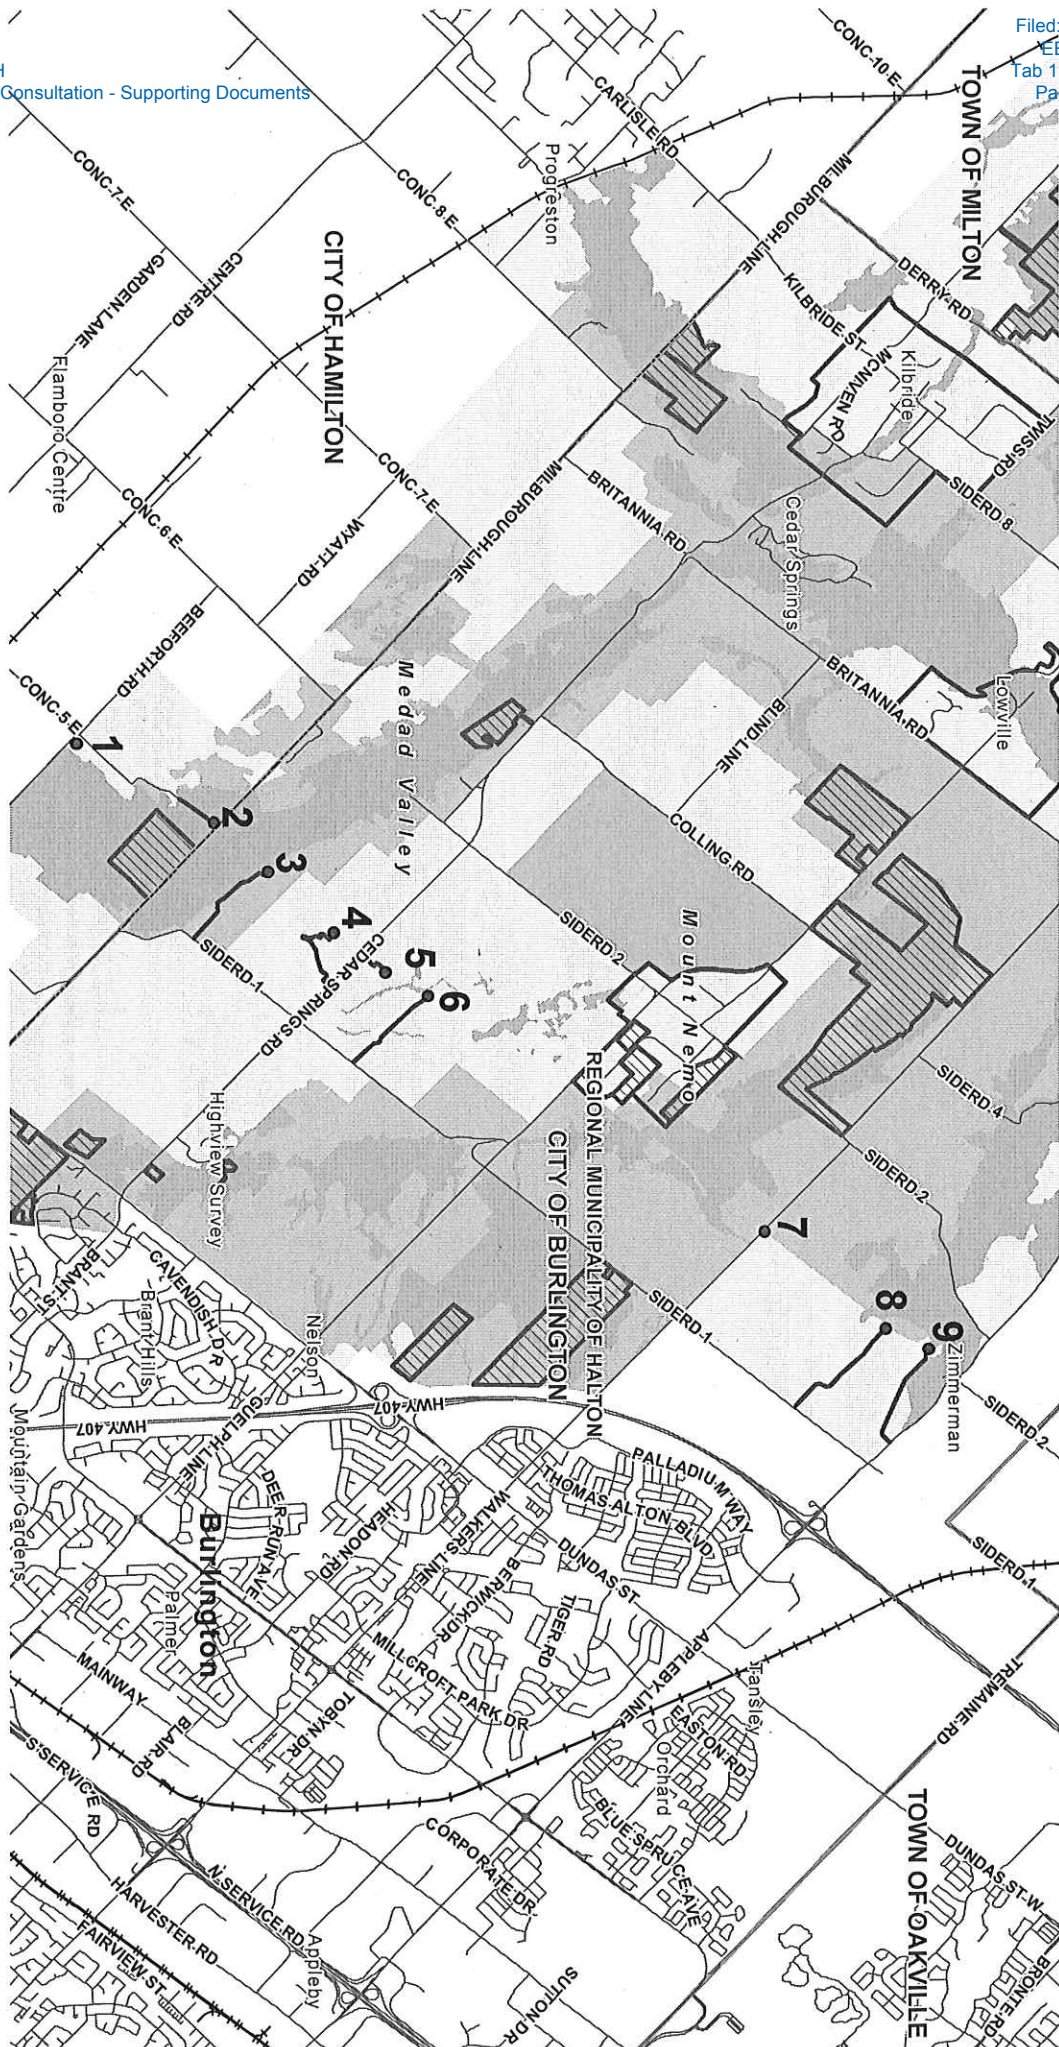 Filed:
EB
H
Tab 1
Consultation - Supporting Documents
Pa
CONC 10 E
TOWN OF MILTON
CARLISLE RD
Progreston
MILBUROUGH LINE
CONC 7 E
CONC 8 E
CITY OF HAMILTON
DERRY RD
KILBRIDE ST
MCNIVEN RD
Kilbride
TWISS RD
SIDERD 8
GARDEN LANE
CENTRE RD
Flamboro Centre
CONC 6 E
CONC 7 E
WYATT RD
MILBUROUGH LINE
BRITANNIA RD
Cedar Springs
BRITANNIA RD
Lowville
BEEFORTH RD
CONC 5 E
Medad Valley
BLIND LINE
COLLING RD
1
2
3
4
5
6
SIDERD 1
CEDAR SPRINGS RD
SIDERD 2
Mount Nemo
SIDERD 4
SIDERD 2
REGIONAL MUNICIPALITY OF HALTON
CITY OF BURLINGTON
Highview Survey
7
8
9
Zimmerman
SIDERD 1
SIDERD 2
BRANT ST
CAVENDISH DR
Brant Hills
Nelson
HWY 407
HWY 407
GUELPH LINE
DEER RUN AVE
HEADON RD
WALKERS LINE
BERWICK DR
PALLADIUM WAY
THOMAS ALTON BLVD
DUNDAS ST
TIGER RD
SIDERD 1
TREMAINE RD
Mountain Gardens
Burlington
Palmer
MAINWAY
BLAIR RD
TOBYN DR
MILLCROFT PARK DR
APPLEBY LINE
Tansley
EASTON RD
Orchard
BLUE SPRUCE AVE
TOWN OF OAKVILLE
DUNDAS ST W
BRONTE RD
S SERVICE RD
N SERVICE RD
CORPORATE DR
HARVESTER RD
FAIRVIEW ST
Appleby
SUTTON DR